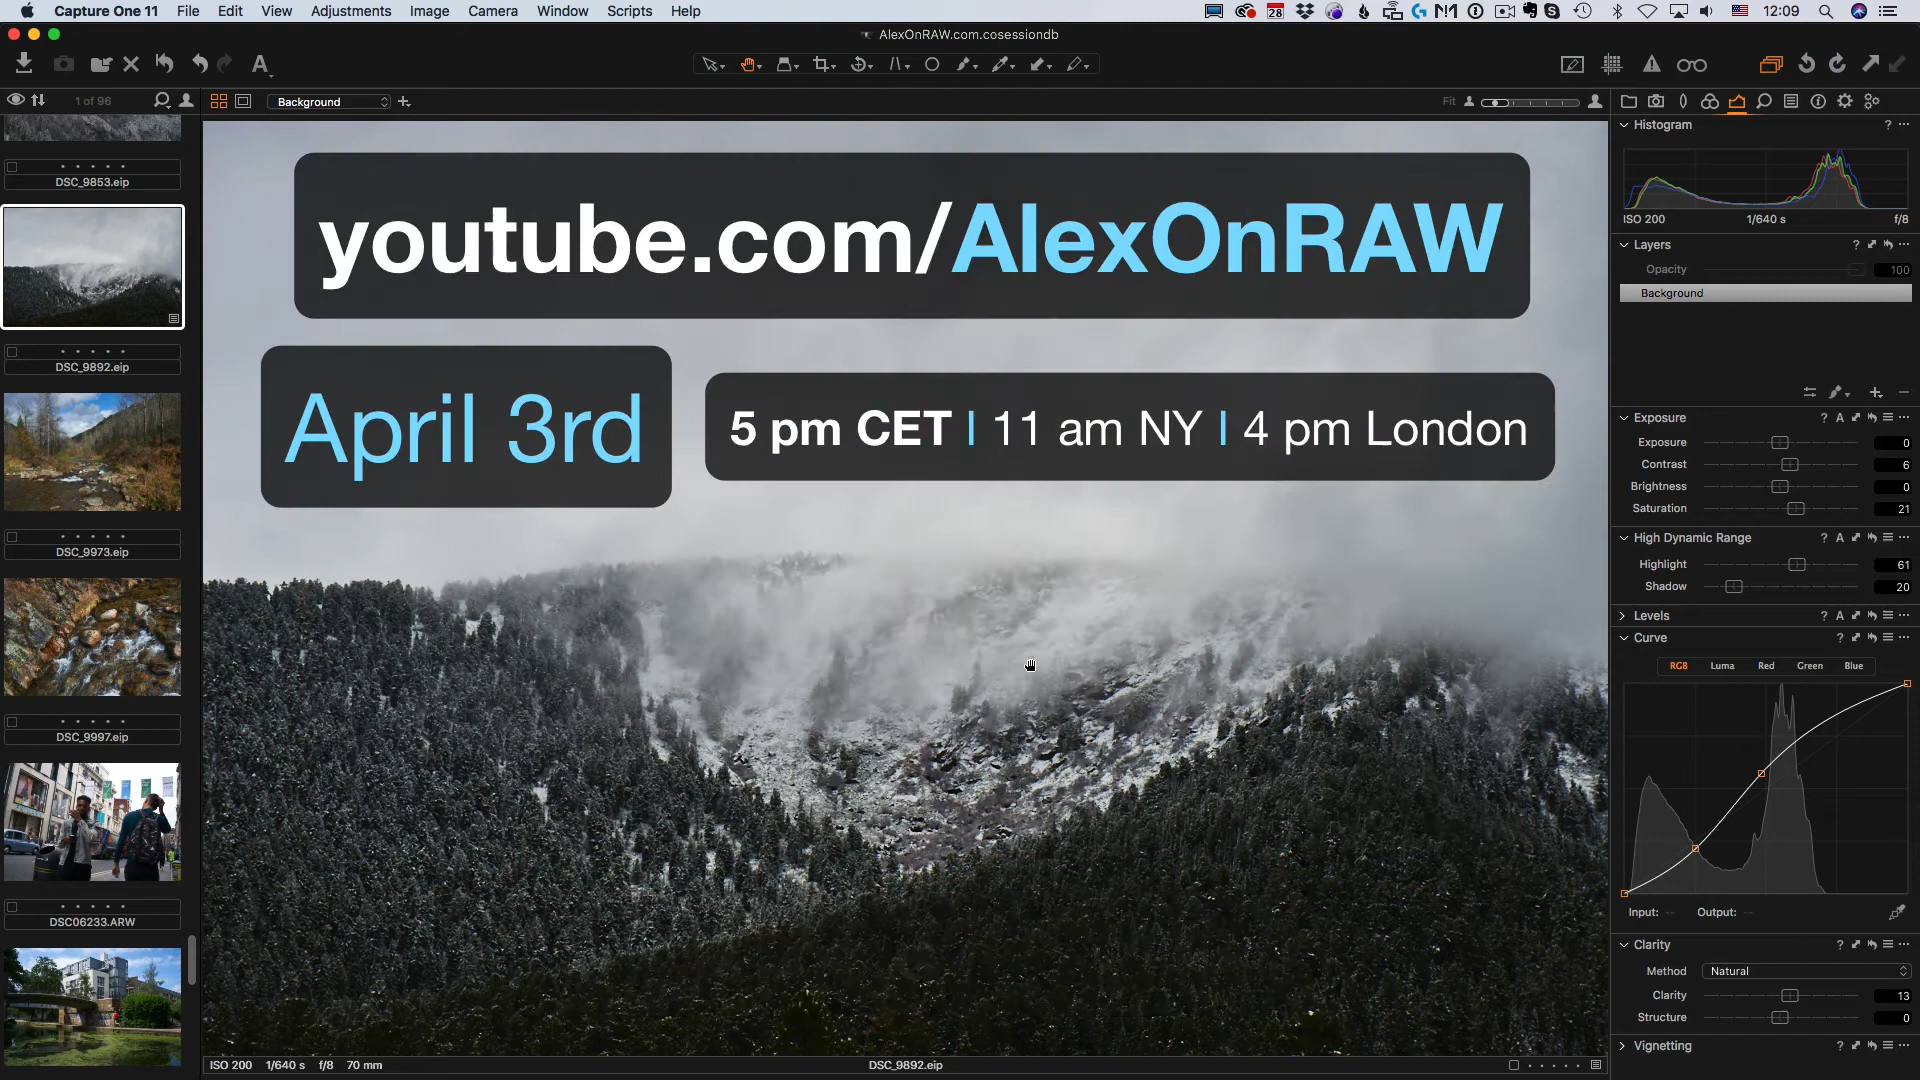 Capture One 11 File Edit View Adjustments Image Camera Window Scripts Help 28 12:09
AlexOnRAW.com.cosessiondb
1 of 96
Background
Fit
DSC_9853.eip
DSC_9892.eip
DSC_9973.eip
DSC_9997.eip
DSC06233.ARW
youtube.com/AlexOnRAW
April 3rd
5 pm CET | 11 am NY | 4 pm London
ISO 200 1/640 s f/8 70 mm
DSC_9892.eip
Histogram
ISO 200 1/640 s f/8
Layers
Opacity 100
Background
Exposure
Exposure 0
Contrast 6
Brightness 0
Saturation 21
High Dynamic Range
Highlight 61
Shadow 20
Levels
Curve
RGB Luma Red Green Blue
Input: -- Output: --
Clarity
Method Natural
Clarity 13
Structure 0
Vignetting